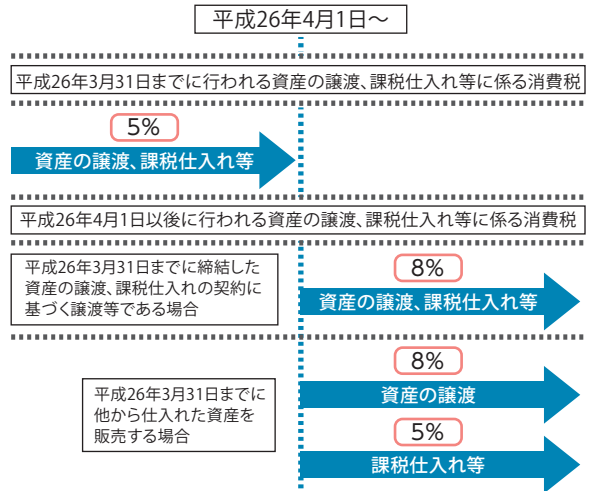 平成26年4月1日～
平成26年3月31日までに行われる資産の譲渡、課税仕入れ等に係る消費税
5%
資産の譲渡、課税仕入れ等
平成26年4月1日以後に行われる資産の譲渡、課税仕入れ等に係る消費税
平成26年3月31日までに締結した
資産の譲渡、課税仕入れの契約に
基づく譲渡等である場合
8%
資産の譲渡、課税仕入れ等
平成26年3月31日までに
他から仕入れた資産を
販売する場合
8%
資産の譲渡
5%
課税仕入れ等